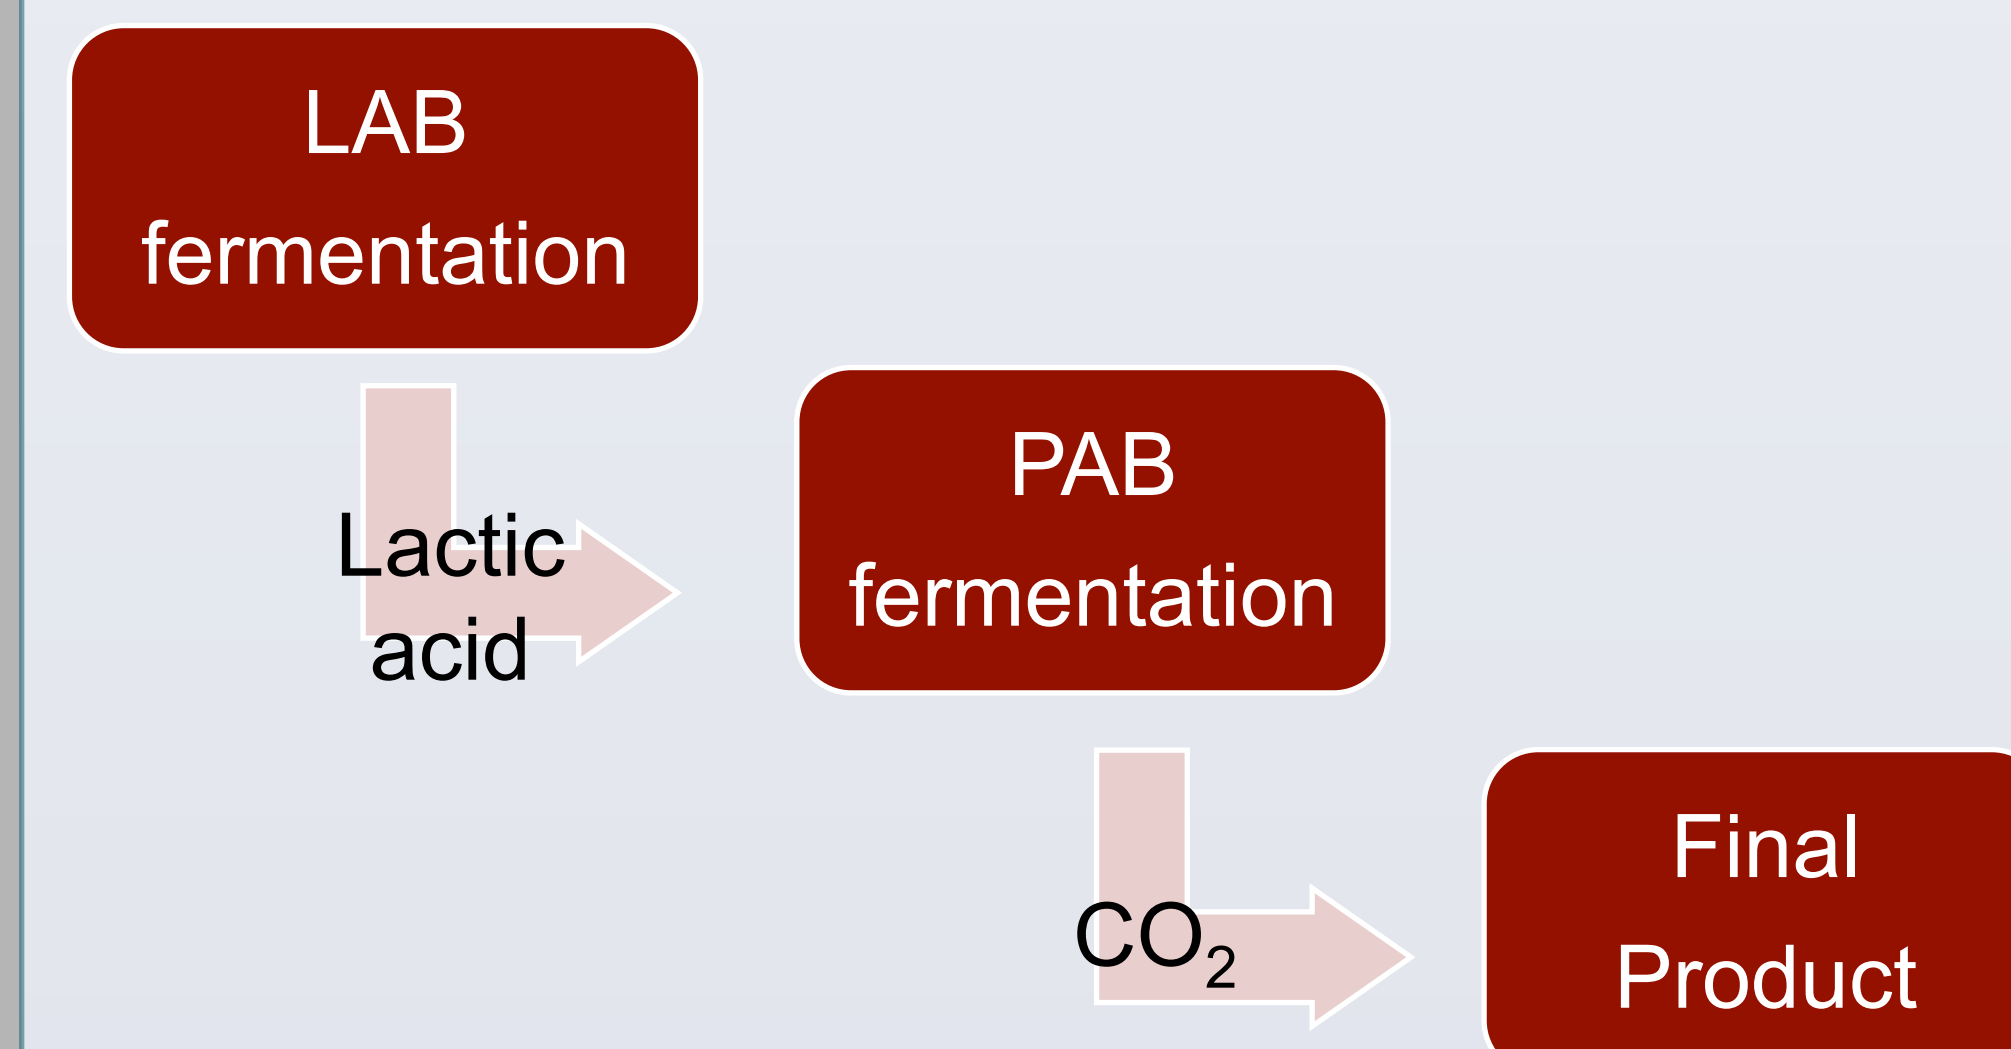 LAB
fermentation
Lactic
acid
PAB
fermentation
CO₂
Final
Product